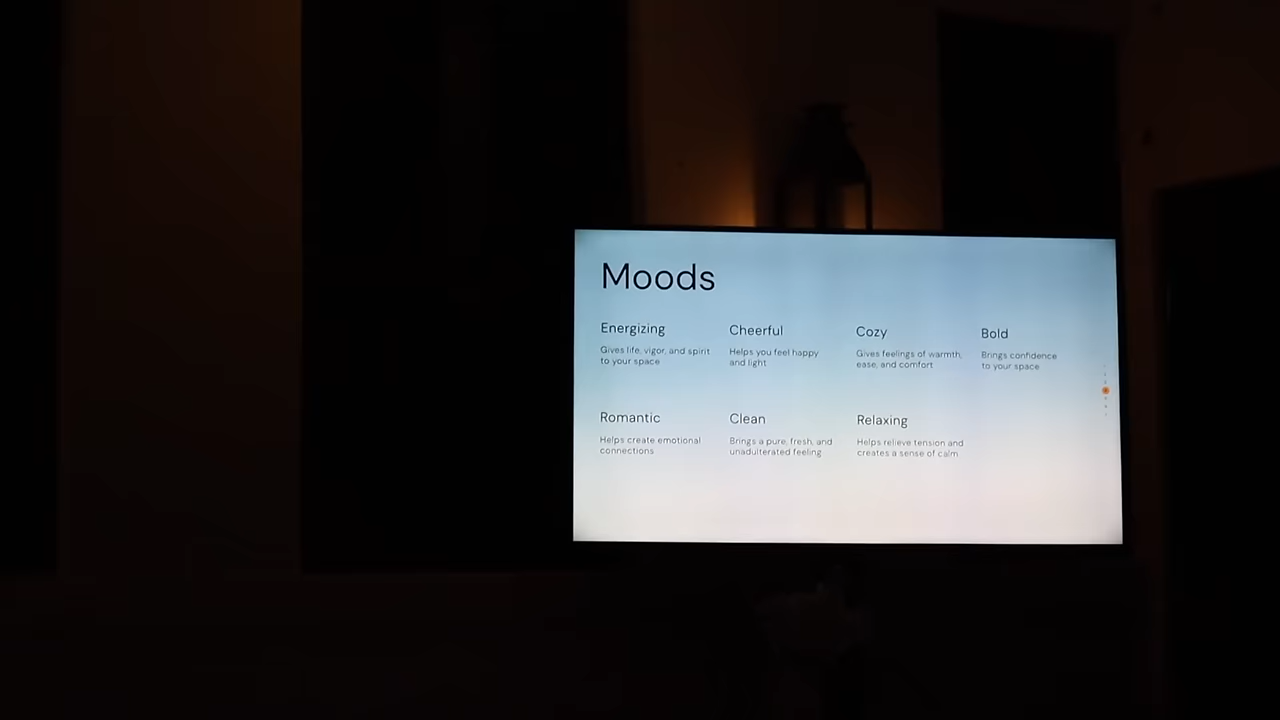 Moods
Energizing
Gives life, vigor, and spirit
to your space
Cheerful
Helps you feel happy
and light
Cozy
Gives feelings of warmth,
ease, and comfort
Bold
Brings confidence
to your space
Romantic
Helps create emotional
connections
Clean
Brings a pure, fresh, and
unadulterated feeling
Relaxing
Helps relieve tension and
creates a sense of calm